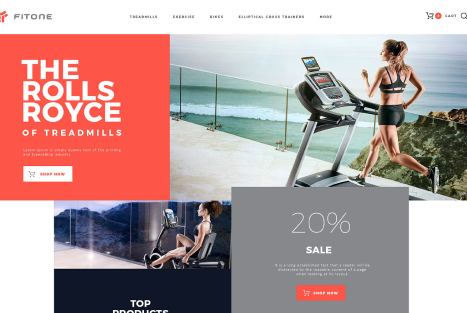 FITONE
TREADMILLS EXERCISE BIKES ELLIPTICAL CROSS TRAINERS MORE
CART
THE
ROLLS
ROYCE
OF TREADMILLS
Lorem Ipsum is simply dummy text of the printing
and typesetting industry.
SHOP NOW
20%
SALE
It is a long established fact that a reader will be
distracted by the readable content of a page
when looking at its layout.
SHOP NOW
TOP
PRODUCTS